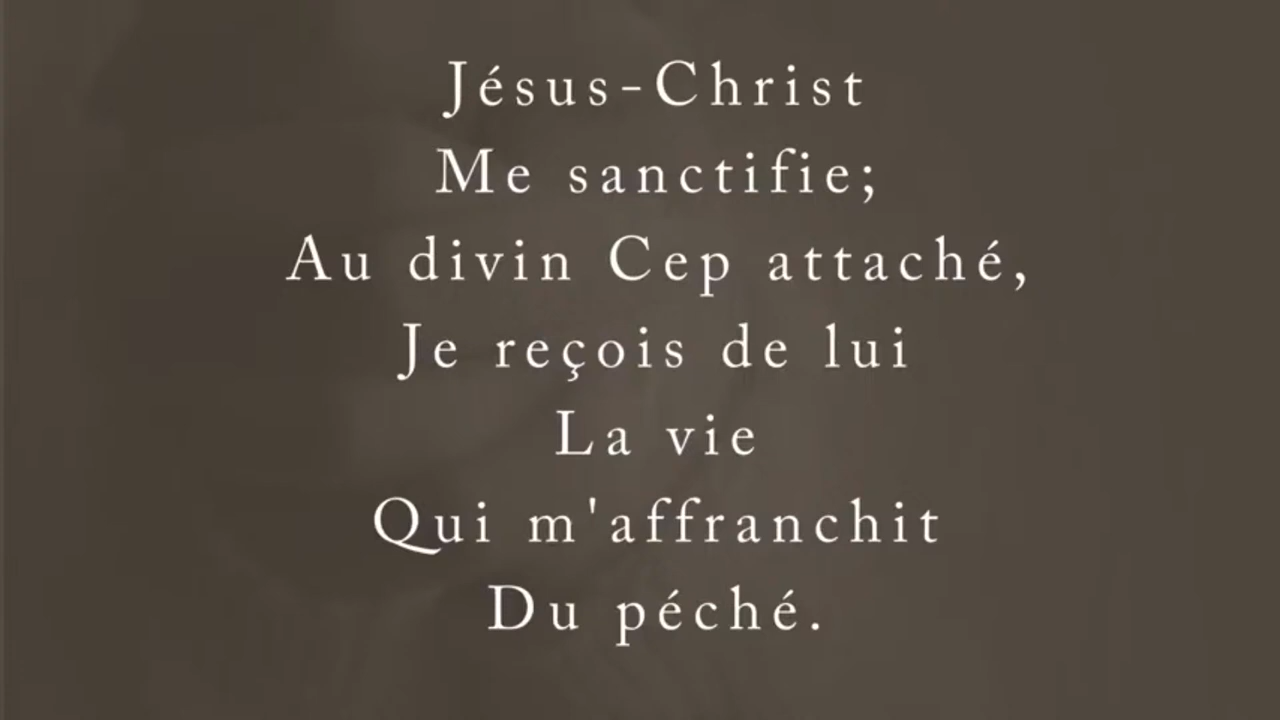 Jésus-Christ
Me sanctifie;
Au divin Cep attaché,
Je reçois de lui
La vie
Qui m'affranchit
Du péché.